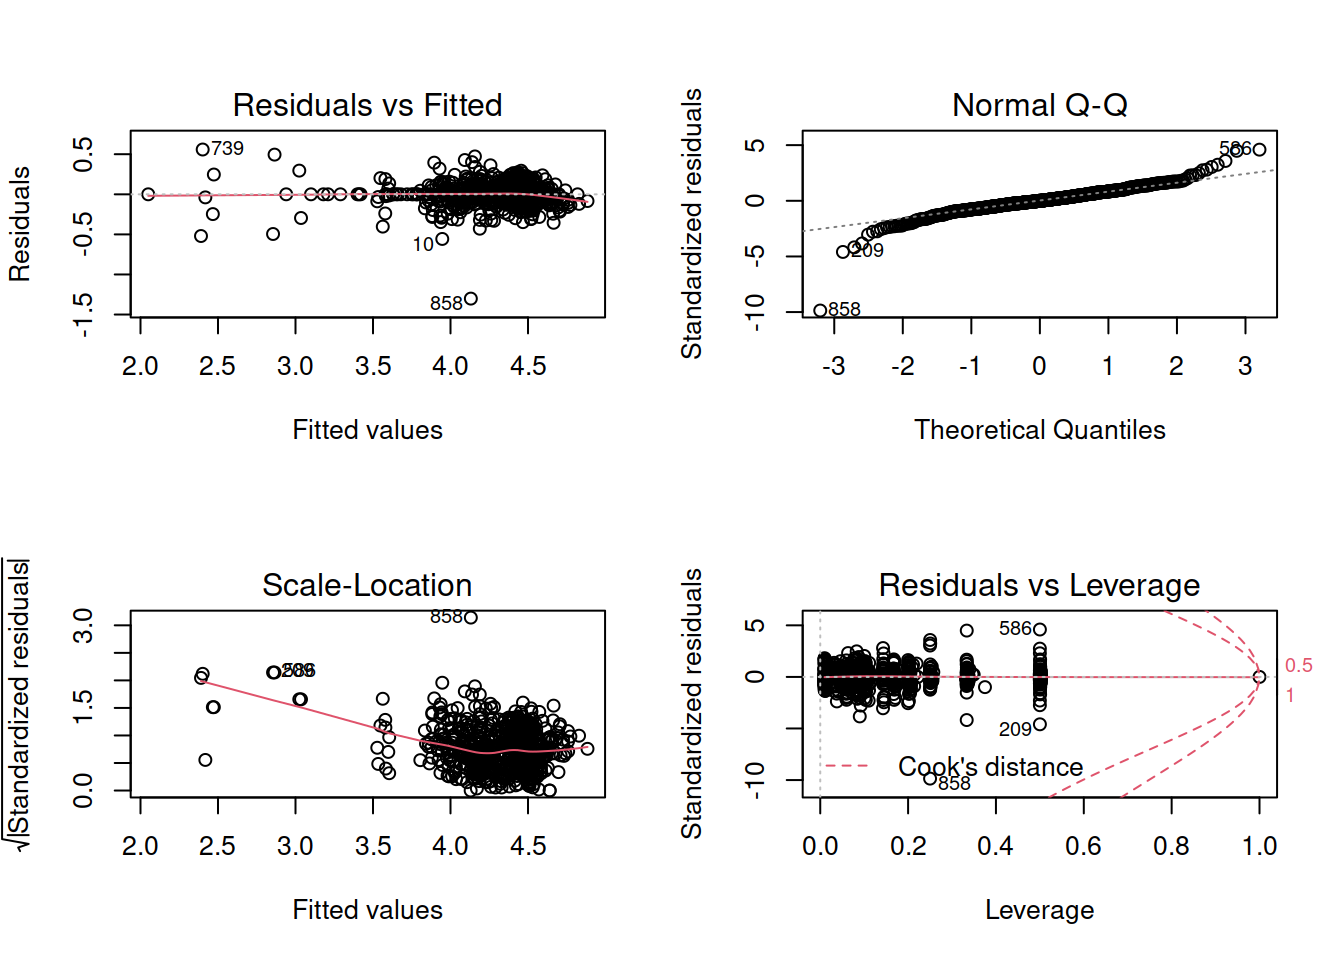 Residuals vs Fitted
Residuals
0.5
-0.5
-1.5
739
10
858
2.0 2.5 3.0 3.5 4.0 4.5
Fitted values
Normal Q-Q
Standardized residuals
5
0
-5
-10
586
209
858
-3 -2 -1 0 1 2 3
Theoretical Quantiles
Scale-Location
√|Standardized residuals|
3.0
1.5
0.0
858
2.0 2.5 3.0 3.5 4.0 4.5
Fitted values
Residuals vs Leverage
Standardized residuals
5
0
-10
586
209
858
0.5
1
Cook's distance
0.0 0.2 0.4 0.6 0.8 1.0
Leverage